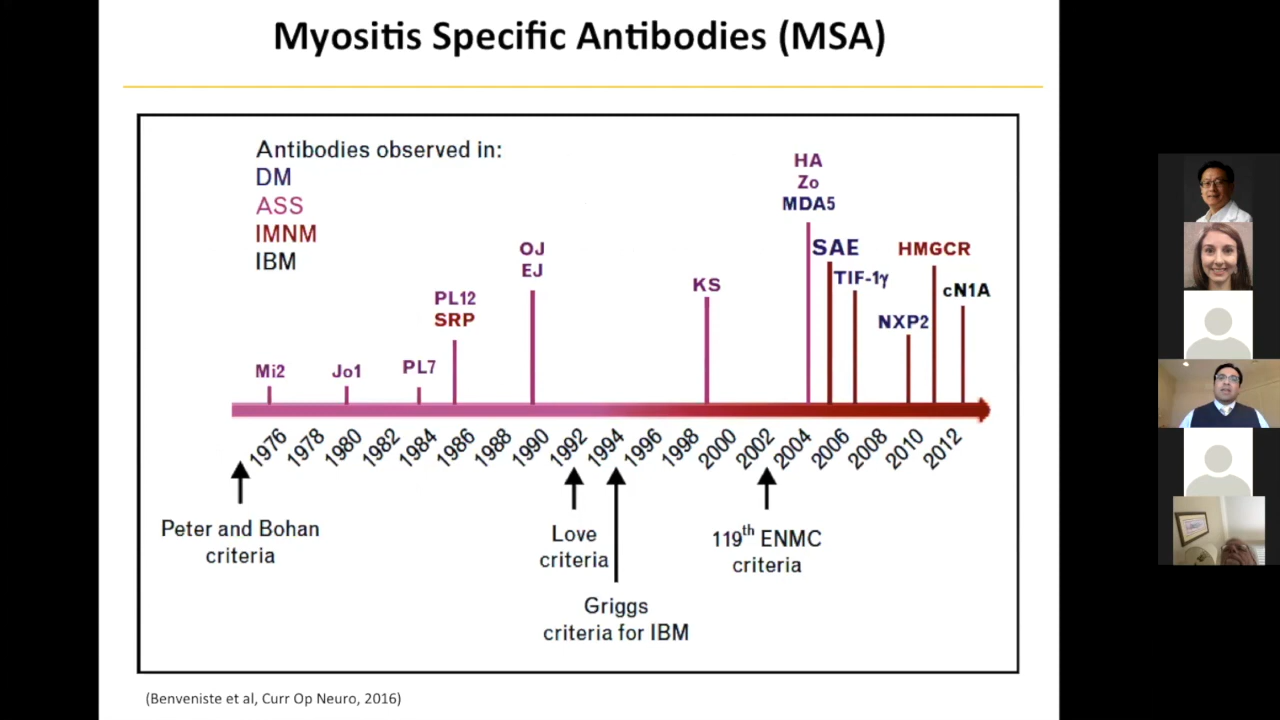 Myositis Specific Antibodies (MSA)
Antibodies observed in:
DM
ASS
IMNM
IBM
Mi2
Jo1
PL7
PL12
SRP
OJ
EJ
KS
HA
Zo
MDA5
SAE
TIF-1γ
NXP2
HMGCR
cN1A
1976
1978
1980
1982
1984
1986
1988
1990
1992
1994
1996
1998
2000
2002
2004
2006
2008
2010
2012
Peter and Bohan
criteria
Love
criteria
Griggs
criteria for IBM
119th ENMC
criteria
(Benveniste et al, Curr Op Neuro, 2016)